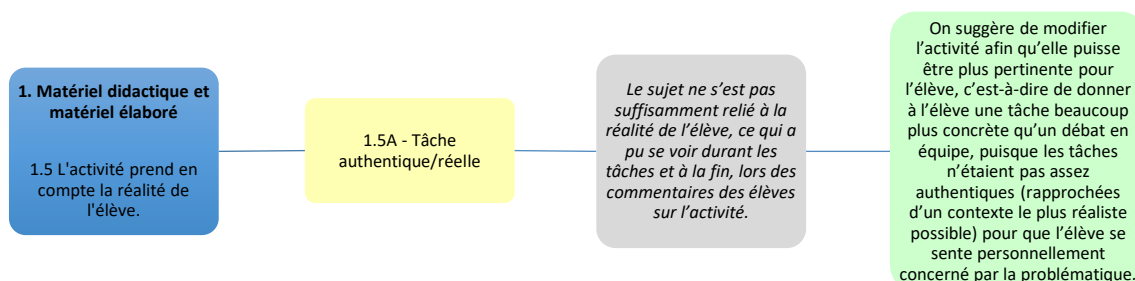 1. Matériel didactique et
matériel élaboré
1.5 L'activité prend en
compte la réalité de
l'élève.
1.5A - Tâche
authentique/réelle
Le sujet ne s’est pas
suffisamment relié à la
réalité de l’élève, ce qui a
pu se voir durant les
tâches et à la fin, lors des
commentaires des élèves
sur l’activité.
On suggère de modifier
l’activité afin qu’elle puisse
être plus pertinente pour
l’élève, c’est-à-dire de donner
à l’élève une tâche beaucoup
plus concrète qu’un débat en
équipe, puisque les tâches
n’étaient pas assez
authentiques (rapprochées
d’un contexte le plus réaliste
possible) pour que l’élève se
sente personnellement
concerné par la problématique.